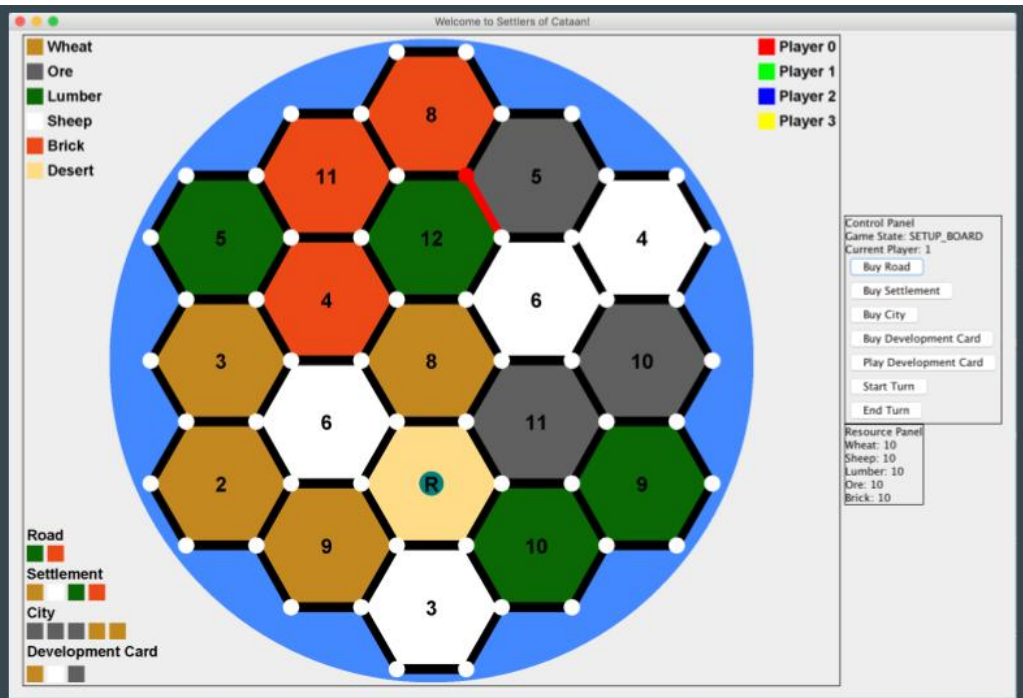 Welcome to Settlers of Cataan!
Wheat
Ore
Lumber
Sheep
Brick
Desert
Player 0
Player 1
Player 2
Player 3
8
11
5
5
12
4
4
6
3
8
10
6
11
2
R
9
9
10
3
Road
Settlement
City
Development Card
Control Panel
Game State: SETUP_BOARD
Current Player: 1
Buy Road
Buy Settlement
Buy City
Buy Development Card
Play Development Card
Start Turn
End Turn
Resource Panel
Wheat: 10
Sheep: 10
Lumber: 10
Ore: 10
Brick: 10